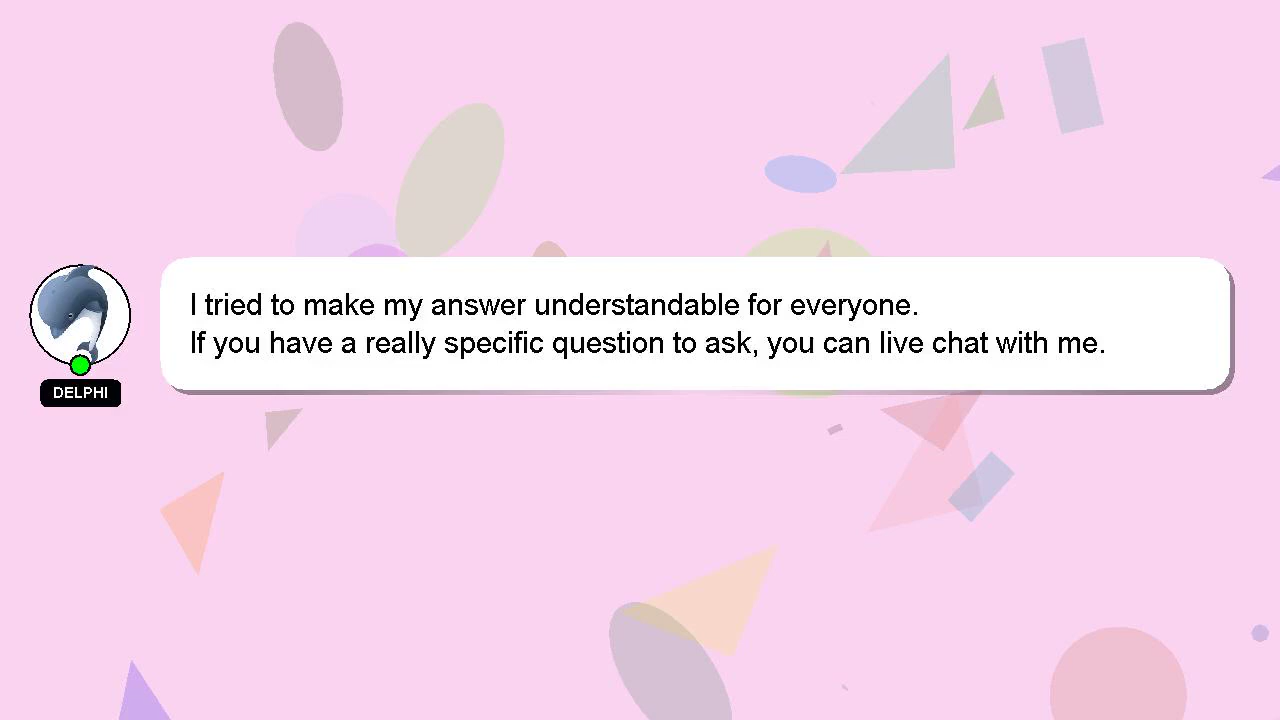 I tried to make my answer understandable for everyone.
If you have a really specific question to ask, you can live chat with me.
DELPHI